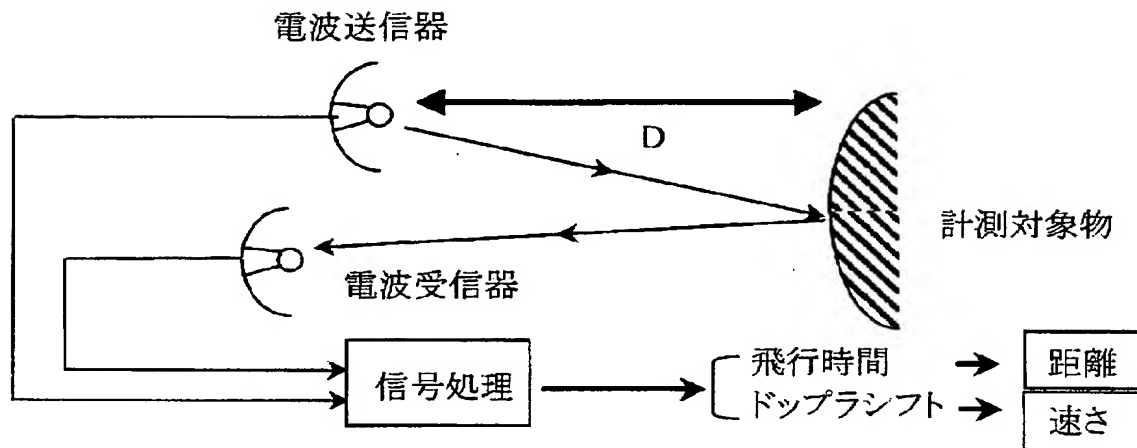 電波送信器
D
計測対象物
電波受信器
信号処理
飛行時間
距離
ドップラシフト
速さ